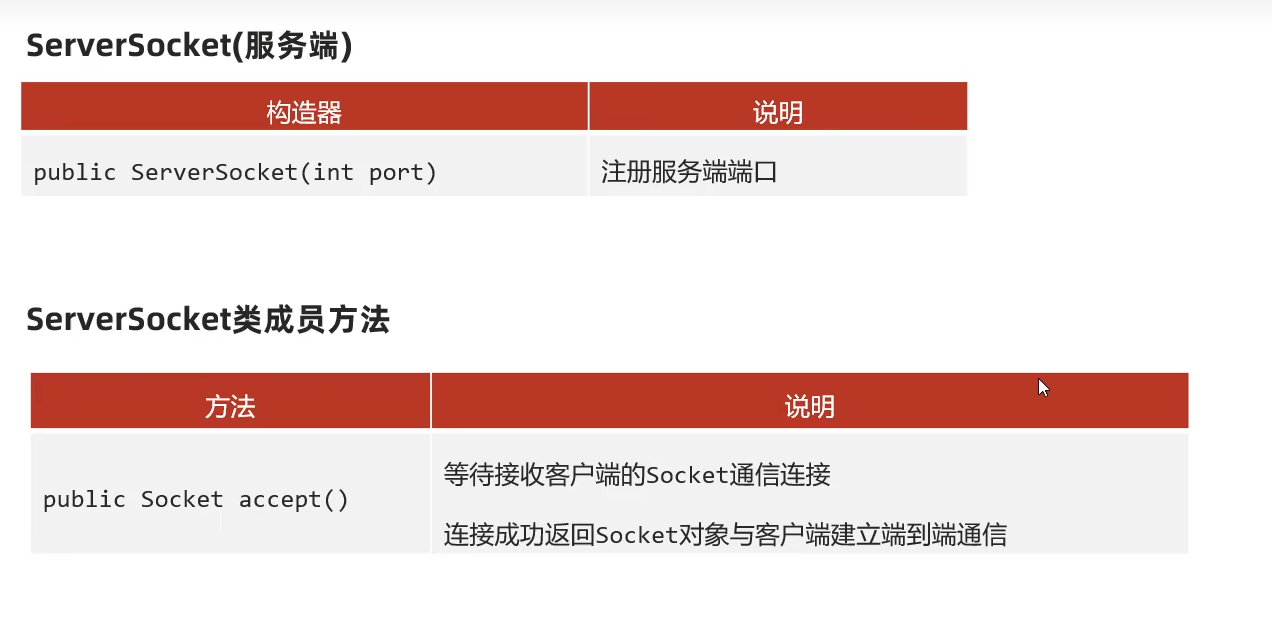 ServerSocket(服务端)
构造器 说明
public ServerSocket(int port) 注册服务端端口
ServerSocket类成员方法
方法 说明
等待接收客户端的Socket通信连接
public Socket accept()
连接成功返回Socket对象与客户端建立端到端通信